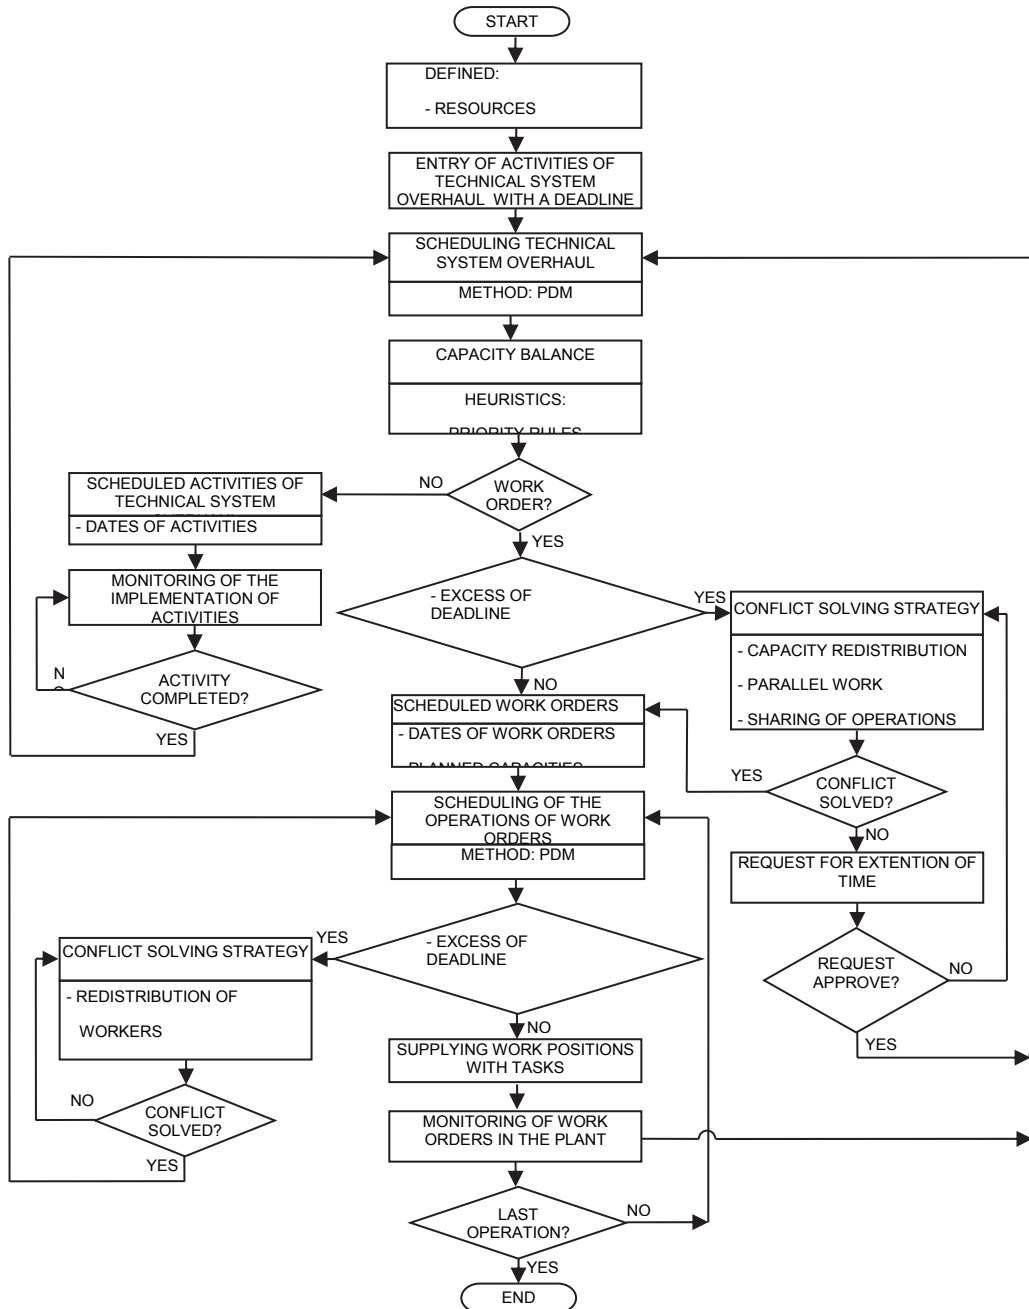 START
DEFINED:
- RESOURCES
ENTRY OF ACTIVITIES OF
TECHNICAL SYSTEM
OVERHAUL WITH A DEADLINE
SCHEDULING TECHNICAL
SYSTEM OVERHAUL
METHOD: PDM
CAPACITY BALANCE
HEURISTICS:
PRIORITY RULES
WORK
ORDER?
NO
YES
SCHEDULED ACTIVITIES OF
TECHNICAL SYSTEM
- DATES OF ACTIVITIES
MONITORING OF THE
IMPLEMENTATION OF
ACTIVITIES
ACTIVITY
COMPLETED?
N
YES
- EXCESS OF
DEADLINE
YES
NO
CONFLICT SOLVING STRATEGY
- CAPACITY REDISTRIBUTION
- PARALLEL WORK
- SHARING OF OPERATIONS
CONFLICT
SOLVED?
YES
NO
REQUEST FOR EXTENTION OF
TIME
REQUEST
APPROVE?
NO
YES
SCHEDULED WORK ORDERS
- DATES OF WORK ORDERS
PLANNED CAPACITIES
SCHEDULING OF THE
OPERATIONS OF WORK
ORDERS
METHOD: PDM
- EXCESS OF
DEADLINE
YES
NO
CONFLICT SOLVING STRATEGY
- REDISTRIBUTION OF
WORKERS
CONFLICT
SOLVED?
NO
YES
SUPPLYING WORK POSITIONS
WITH TASKS
MONITORING OF WORK
ORDERS IN THE PLANT
LAST
OPERATION?
NO
YES
END